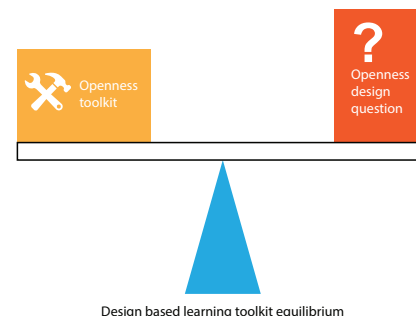 Openness
toolkit
?
Openness
design
question
Design based learning toolkit equilibrium